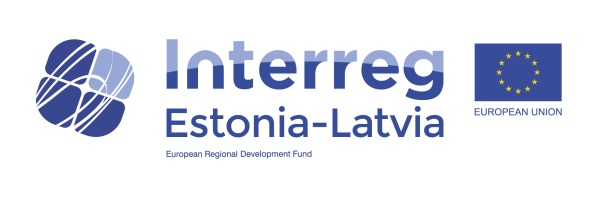 Interreg
Estonia-Latvia
European Regional Development Fund
EUROPEAN UNION